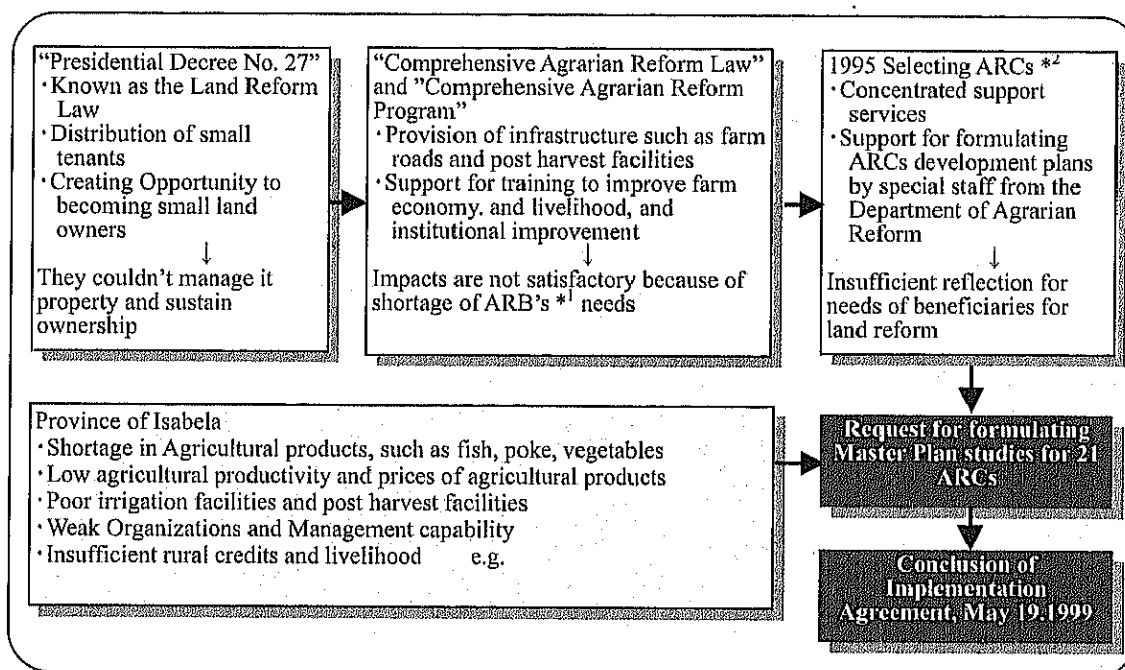 “Presidential Decree No. 27”
·Known as the Land Reform
Law
·Distribution of small
tenants
·Creating Opportunity to
becoming small land
owners
↓
They couldn’t manage it
property and sustain
ownership
“Comprehensive Agrarian Reform Law”
and ”Comprehensive Agrarian Reform
Program”
·Provision of infrastructure such as farm
roads and post harvest facilities
·Support for training to improve farm
economy. and livelihood, and
institutional improvement
↓
Impacts are not satisfactory because of
shortage of ARB’s *1 needs
1995 Selecting ARCs *2
·Concentrated support
services
·Support for formulating
ARCs development plans
by special staff from the
Department of Agrarian
Reform
↓
Insufficient reflection for
needs of beneficiaries for
land reform
Province of Isabela
·Shortage in Agricultural products, such as fish, poke, vegetables
·Low agricultural productivity and prices of agricultural products
·Poor irrigation facilities and post harvest facilities
·Weak Organizations and Management capability
·Insufficient rural credits and livelihood e.g.
Request for formulating
Master Plan studies for 21
ARCs
Conclusion of
Implementation
Agreement, May 19.1999